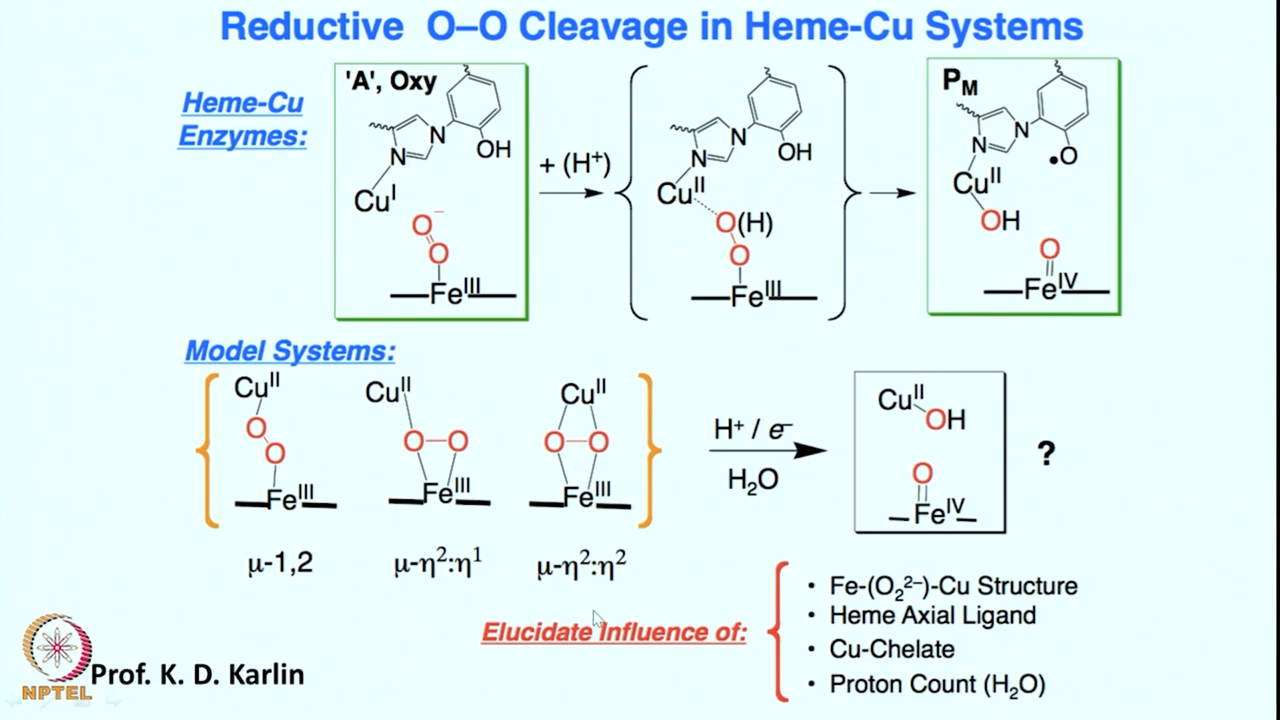 Reductive O–O Cleavage in Heme-Cu Systems
Heme-Cu
Enzymes:
'A', Oxy
N
N
OH
Cuᴵ
O⁻
O
Feᴵᴵᴵ
+ (H⁺)
N
N
OH
Cuᴵᴵ
O(H)
O
Feᴵᴵᴵ
Pᴍ
N
N
•O
Cuᴵᴵ
OH
O
Feᴵⱽ
Model Systems:
Cuᴵᴵ
O
O
Feᴵᴵᴵ
μ-1,2
Cuᴵᴵ
O–O
Feᴵᴵᴵ
μ-η²:η¹
Cuᴵᴵ
O–O
Feᴵᴵᴵ
μ-η²:η²
H⁺ / e⁻
H₂O
Cuᴵᴵ
OH
O
Feᴵⱽ
?
Elucidate Influence of:
• Fe-(O₂²⁻)-Cu Structure
• Heme Axial Ligand
• Cu-Chelate
• Proton Count (H₂O)
Prof. K. D. Karlin
NPTEL